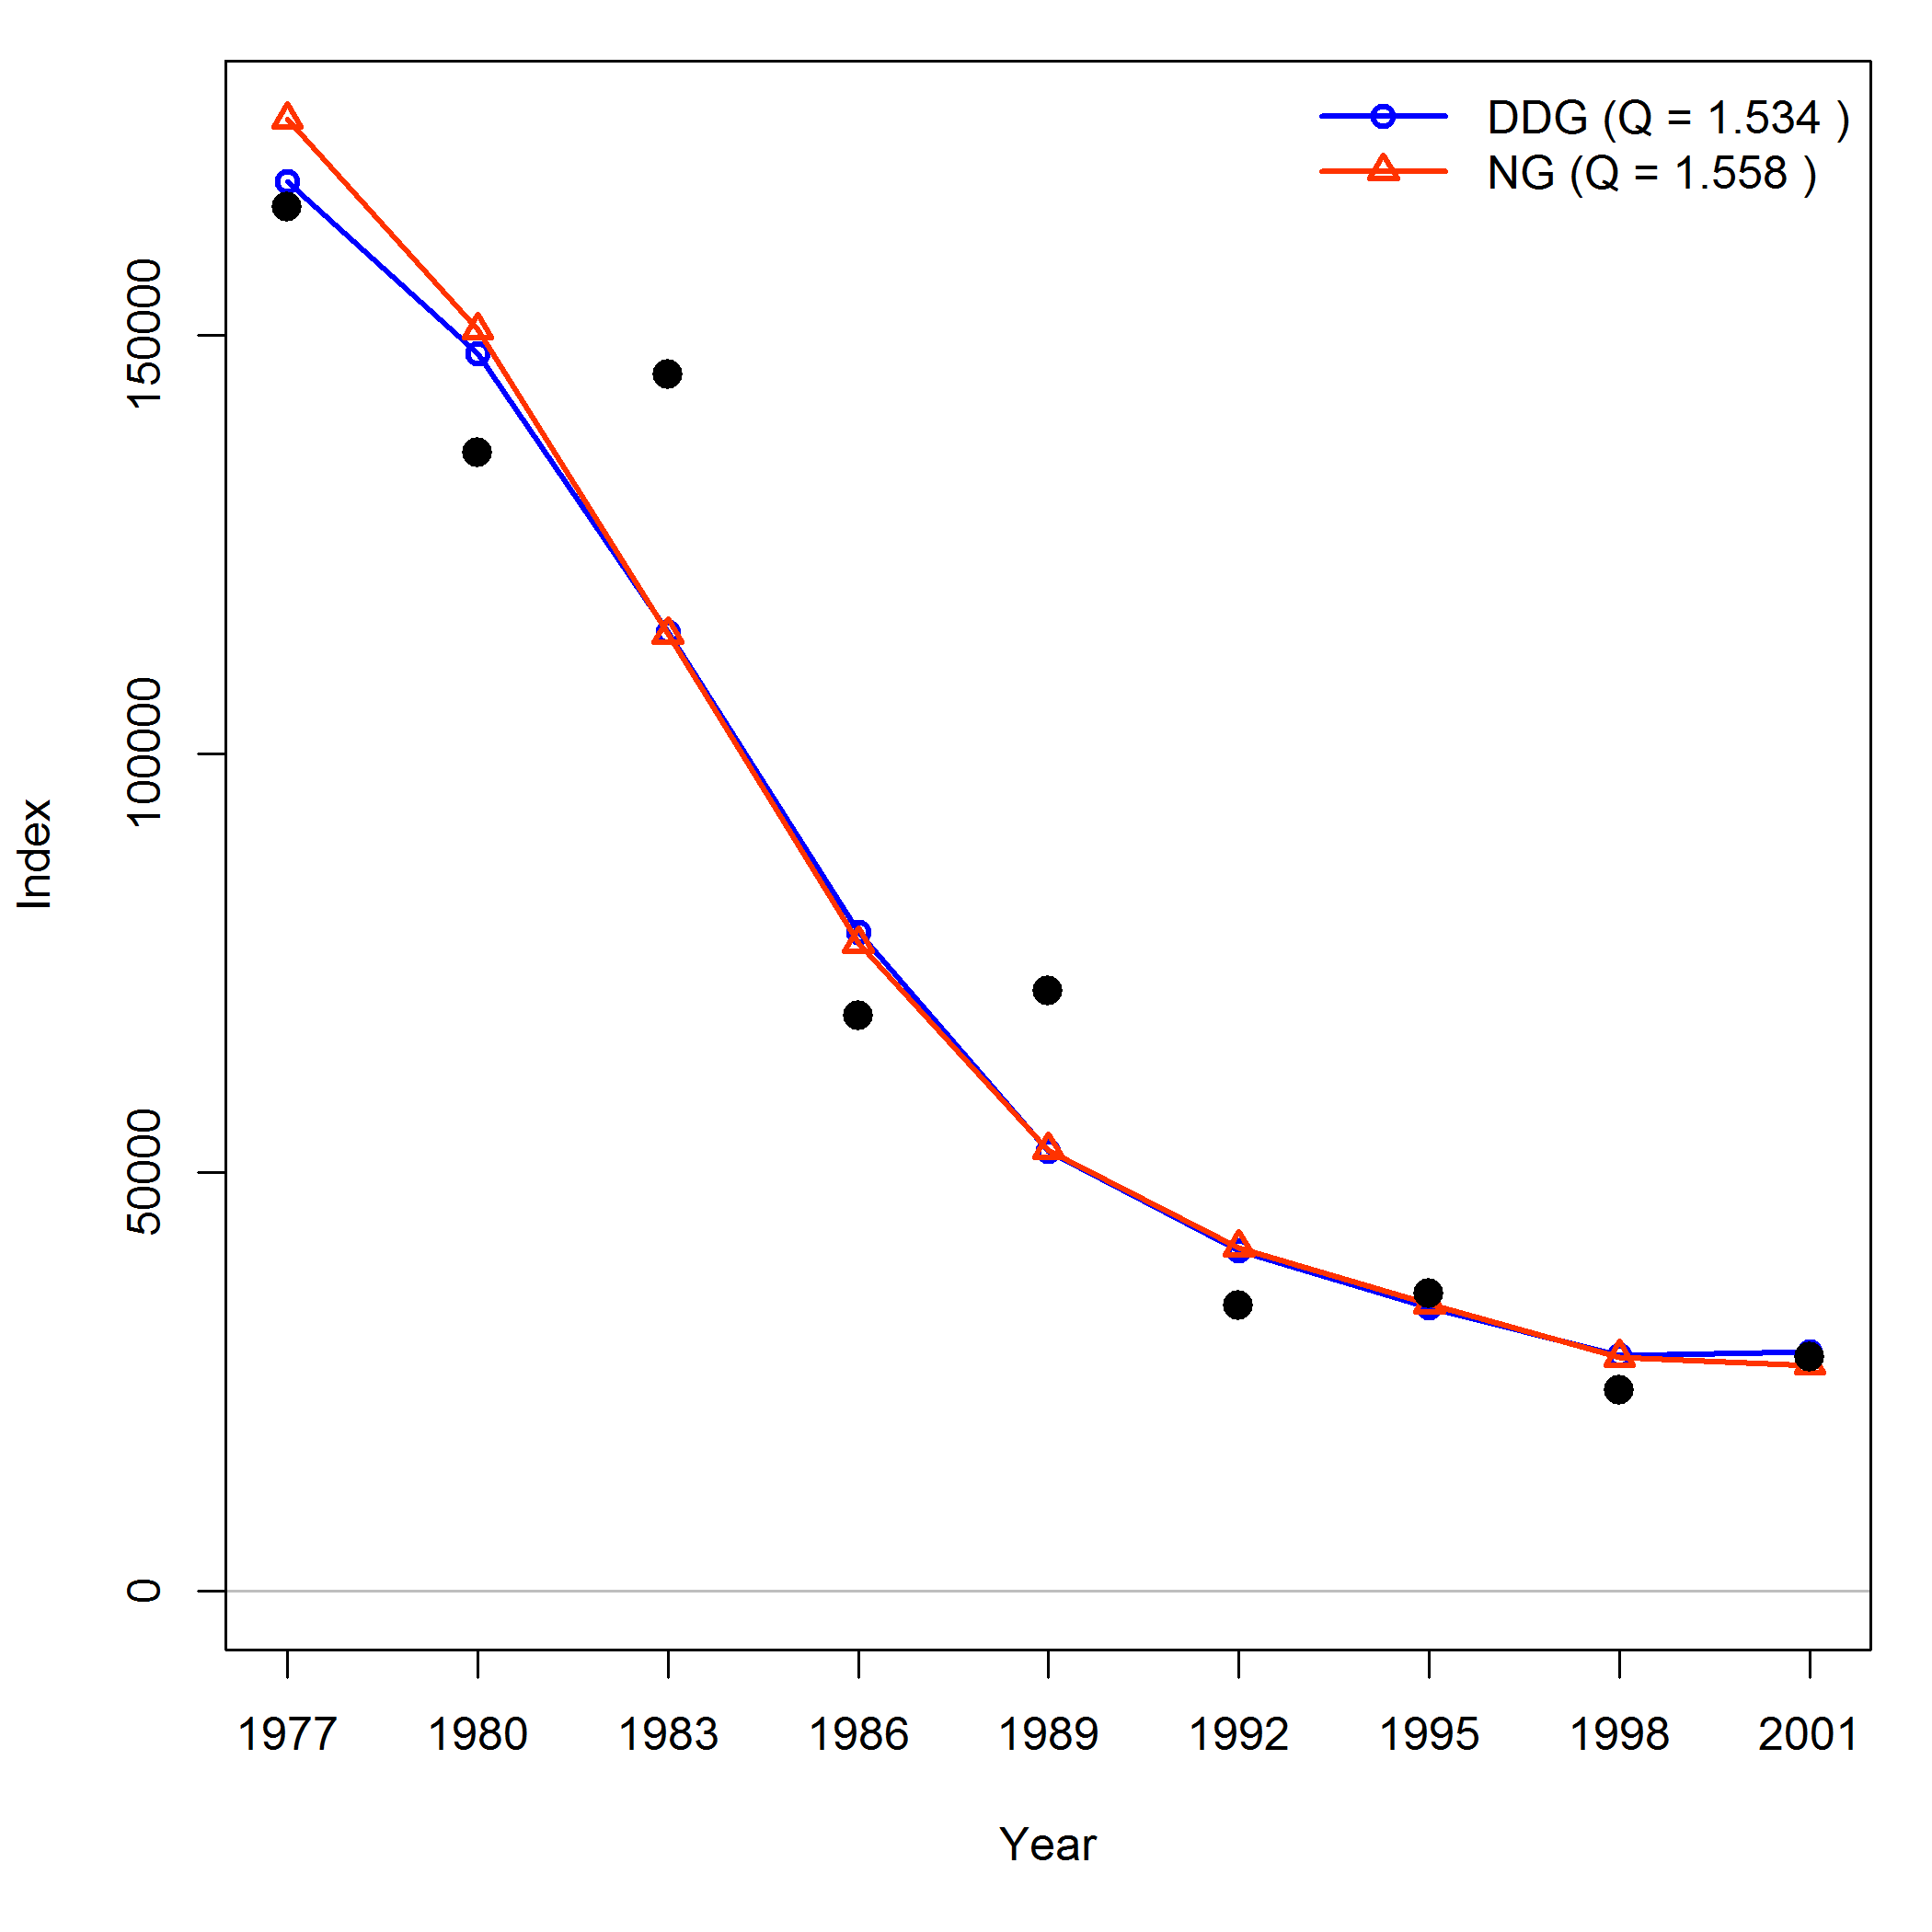 DDG (Q = 1.534 )
NG (Q = 1.558 )
150000
100000
50000
0
Index
1977 1980 1983 1986 1989 1992 1995 1998 2001
Year